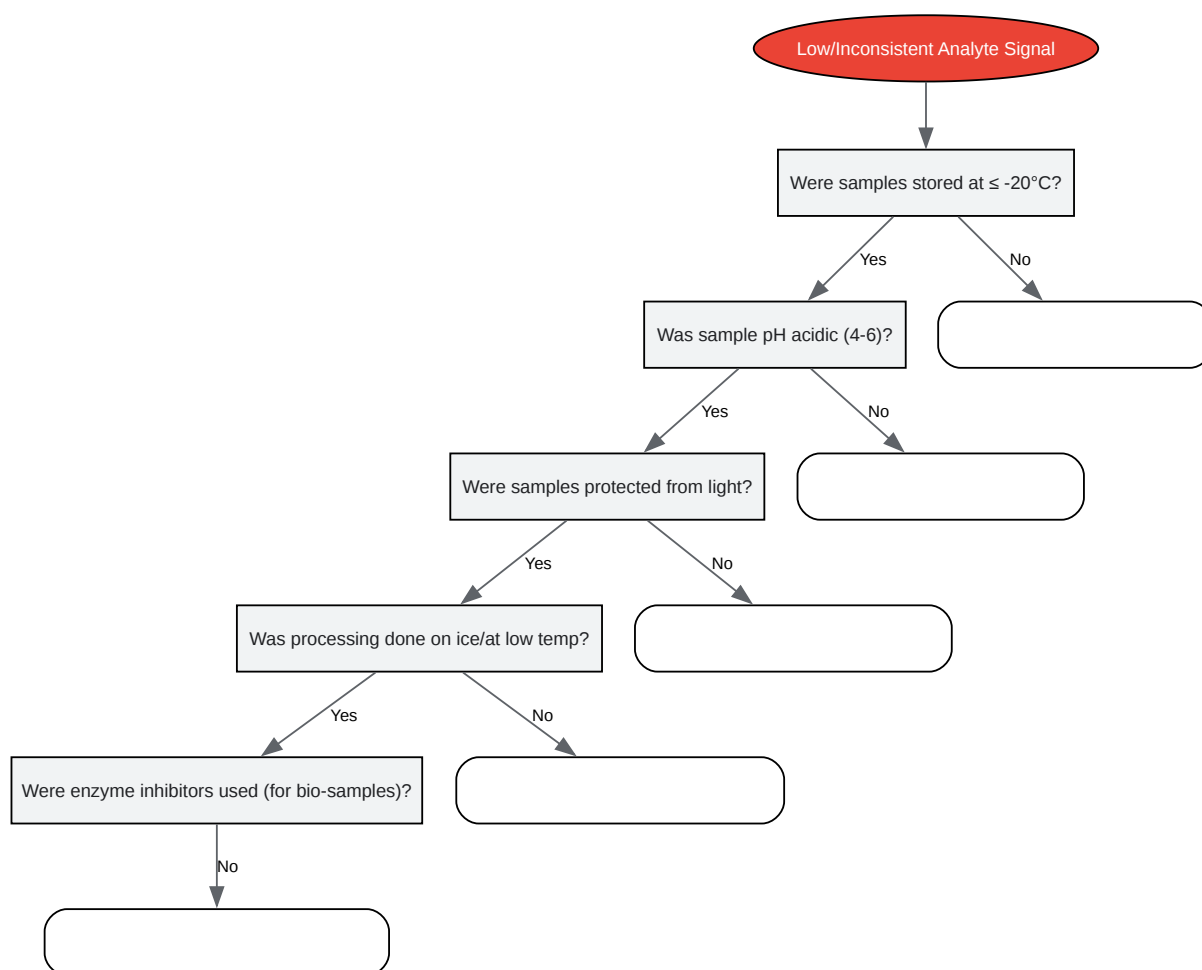 Low/Inconsistent Analyte Signal
Were samples stored at ≤ -20°C?
Yes
No
Was sample pH acidic (4-6)?
Yes
No
Were samples protected from light?
Yes
No
Was processing done on ice/at low temp?
Yes
No
Were enzyme inhibitors used (for bio-samples)?
No